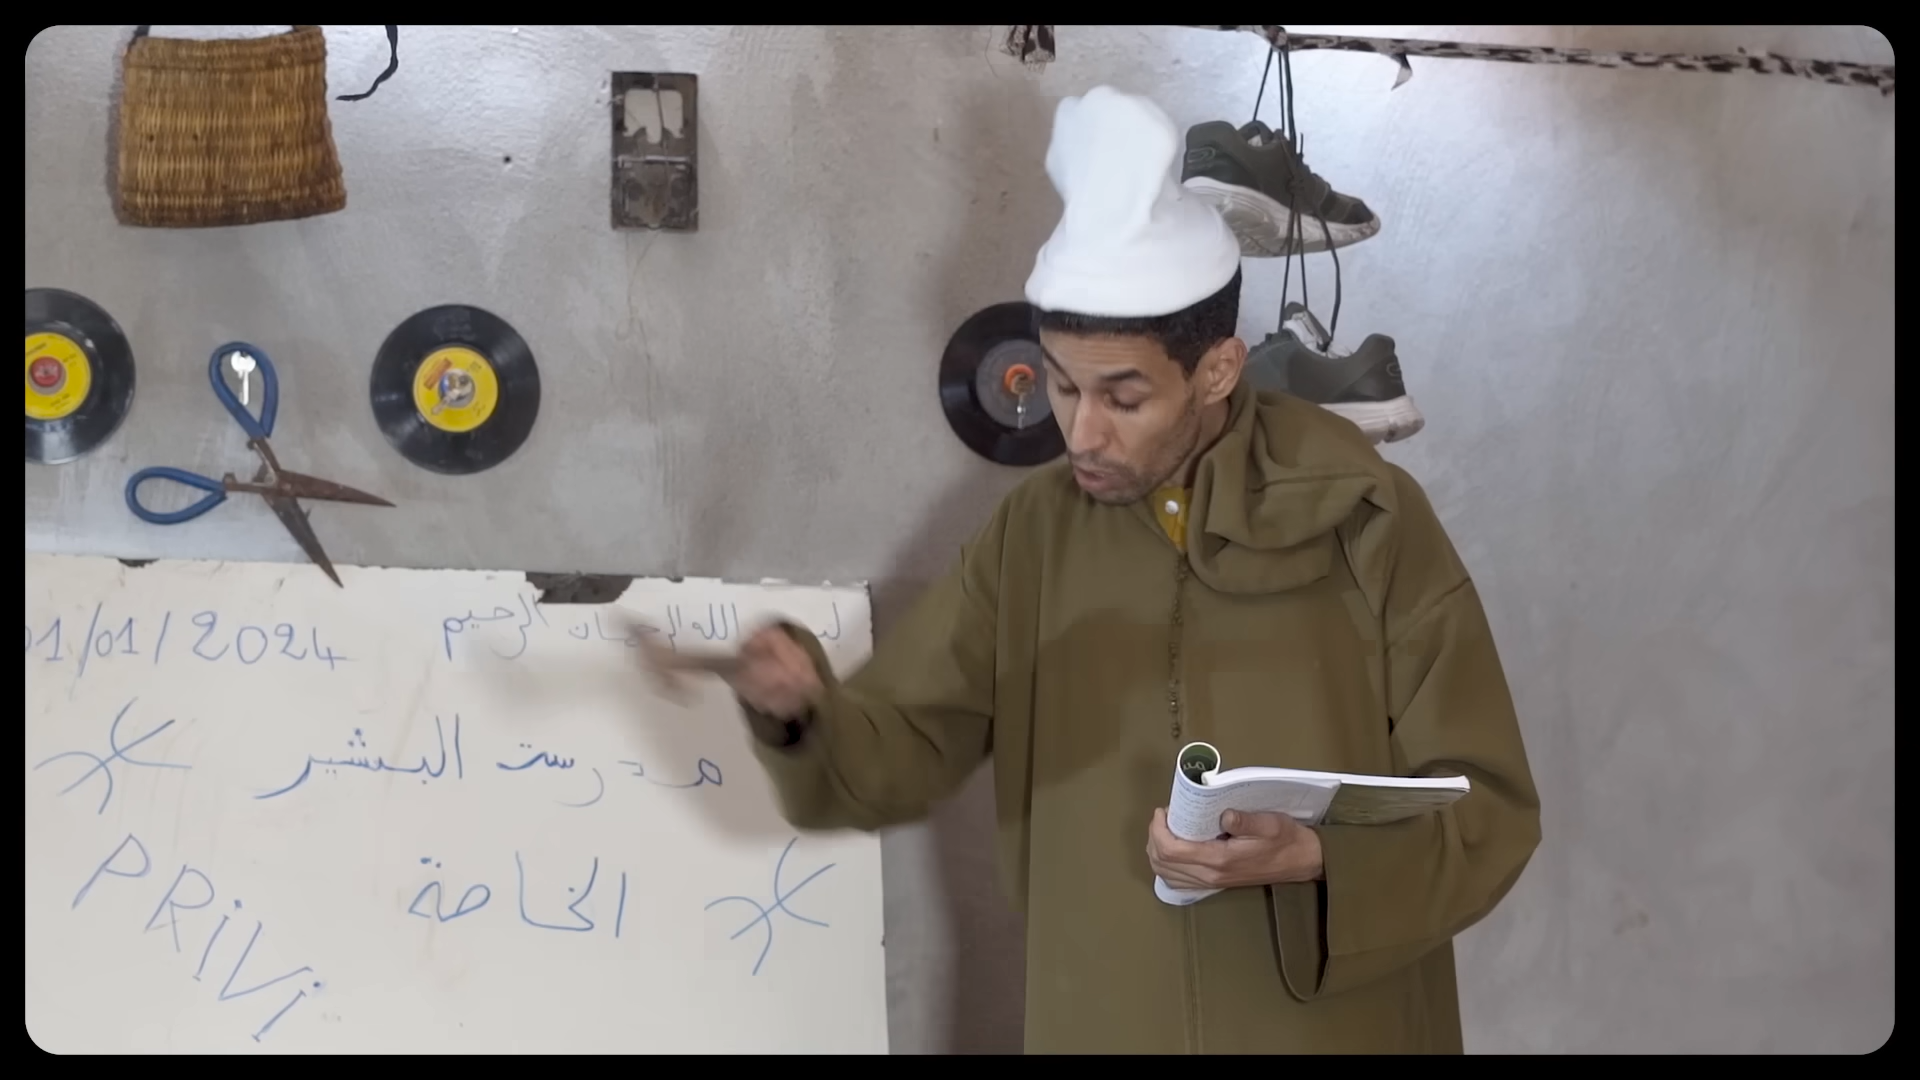 01/01/2024 بسم الله الرحمان الرحيم
مدرست البشير
الخاصة
PRiVi